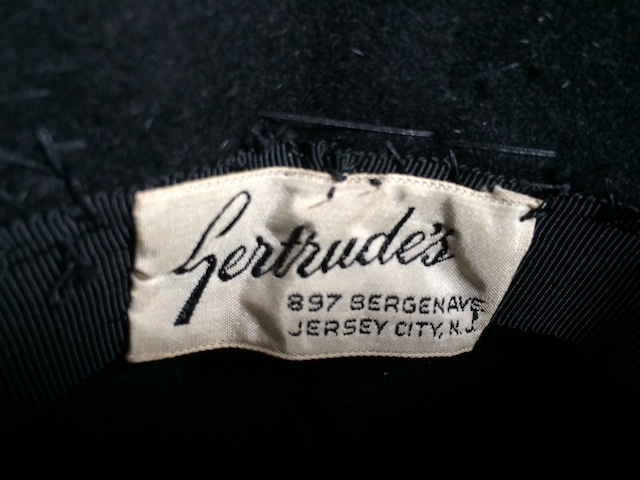 Gertrude's
897 BERGEN AVE
JERSEY CITY, N.J.